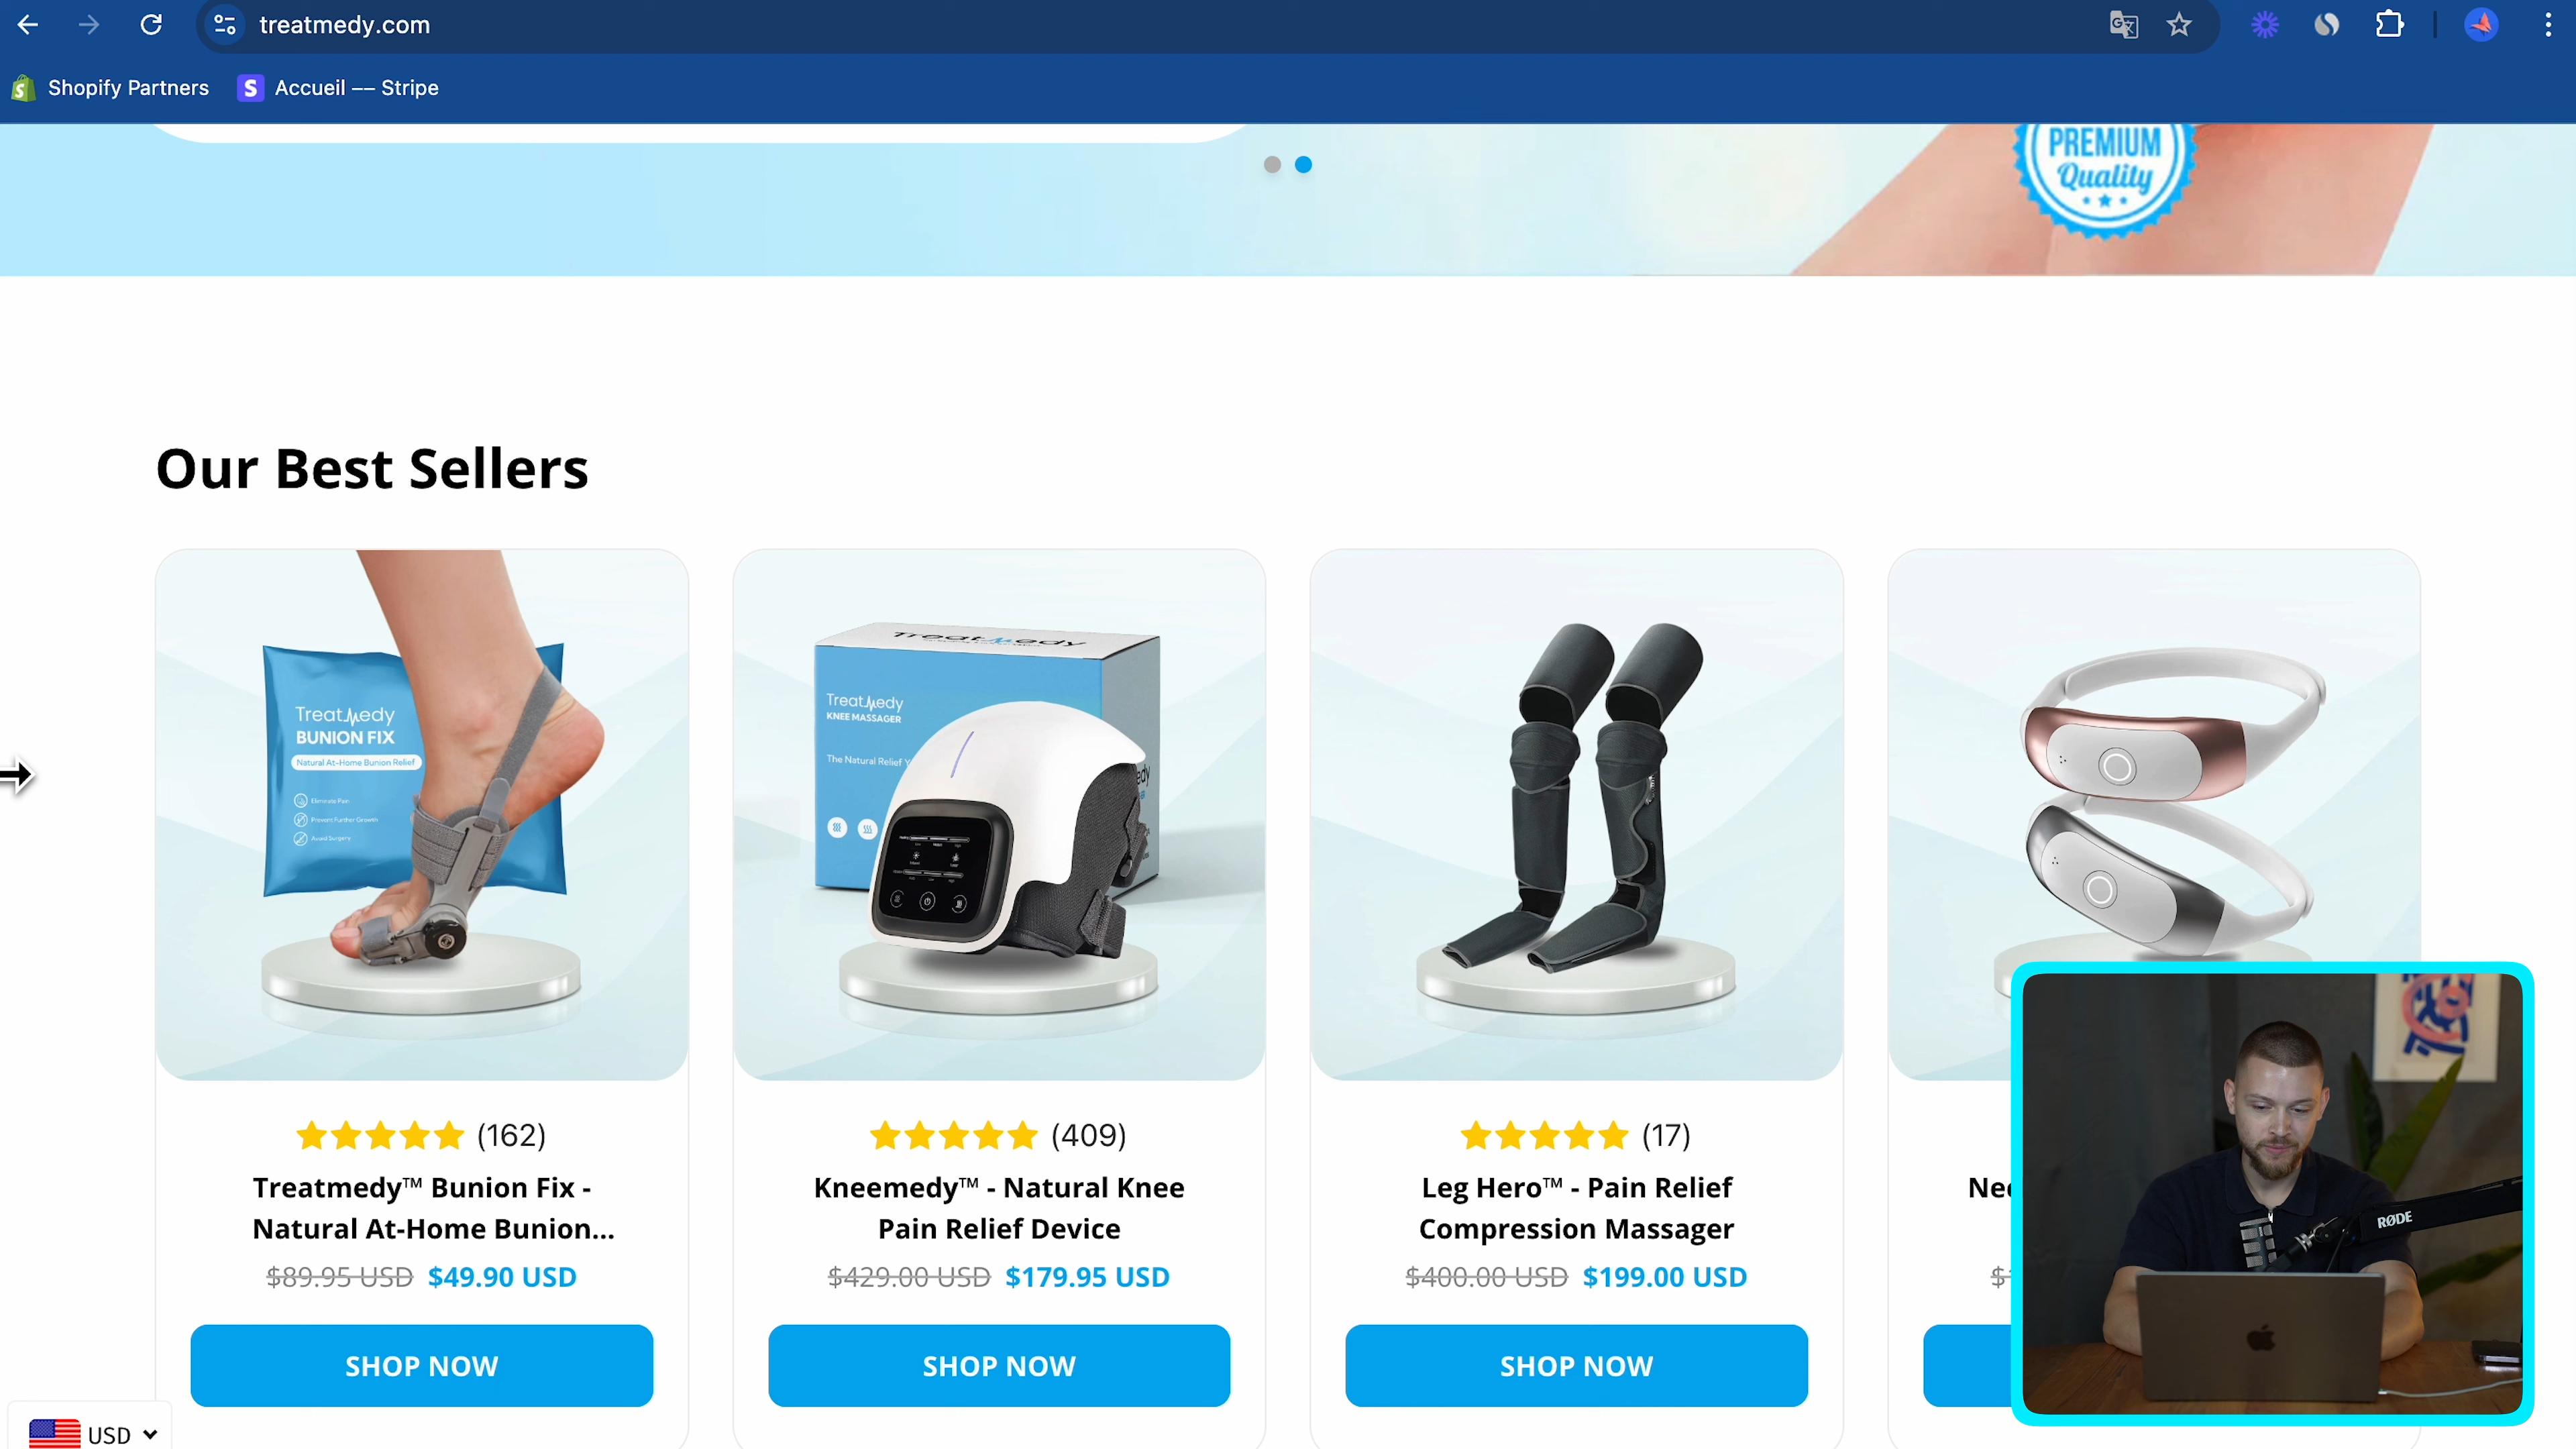 treatmedy.com
Shopify Partners
S Accueil — Stripe
PREMIUM
Quality
Our Best Sellers
TreatMedy
BUNION FIX
Natural At-Home Bunion Relief
Eliminate Pain
Prevent Further Growth
Avoid Surgery
TreatMedy
TreatMedy
KNEE MASSAGER
The Natural Relief Y
(162)
Treatmedy™ Bunion Fix -
Natural At-Home Bunion...
$89.95 USD $49.90 USD
SHOP NOW
(409)
Kneemedy™ - Natural Knee
Pain Relief Device
$429.00 USD $179.95 USD
SHOP NOW
(17)
Leg Hero™ - Pain Relief
Compression Massager
$400.00 USD $199.00 USD
SHOP NOW
RØDE
USD